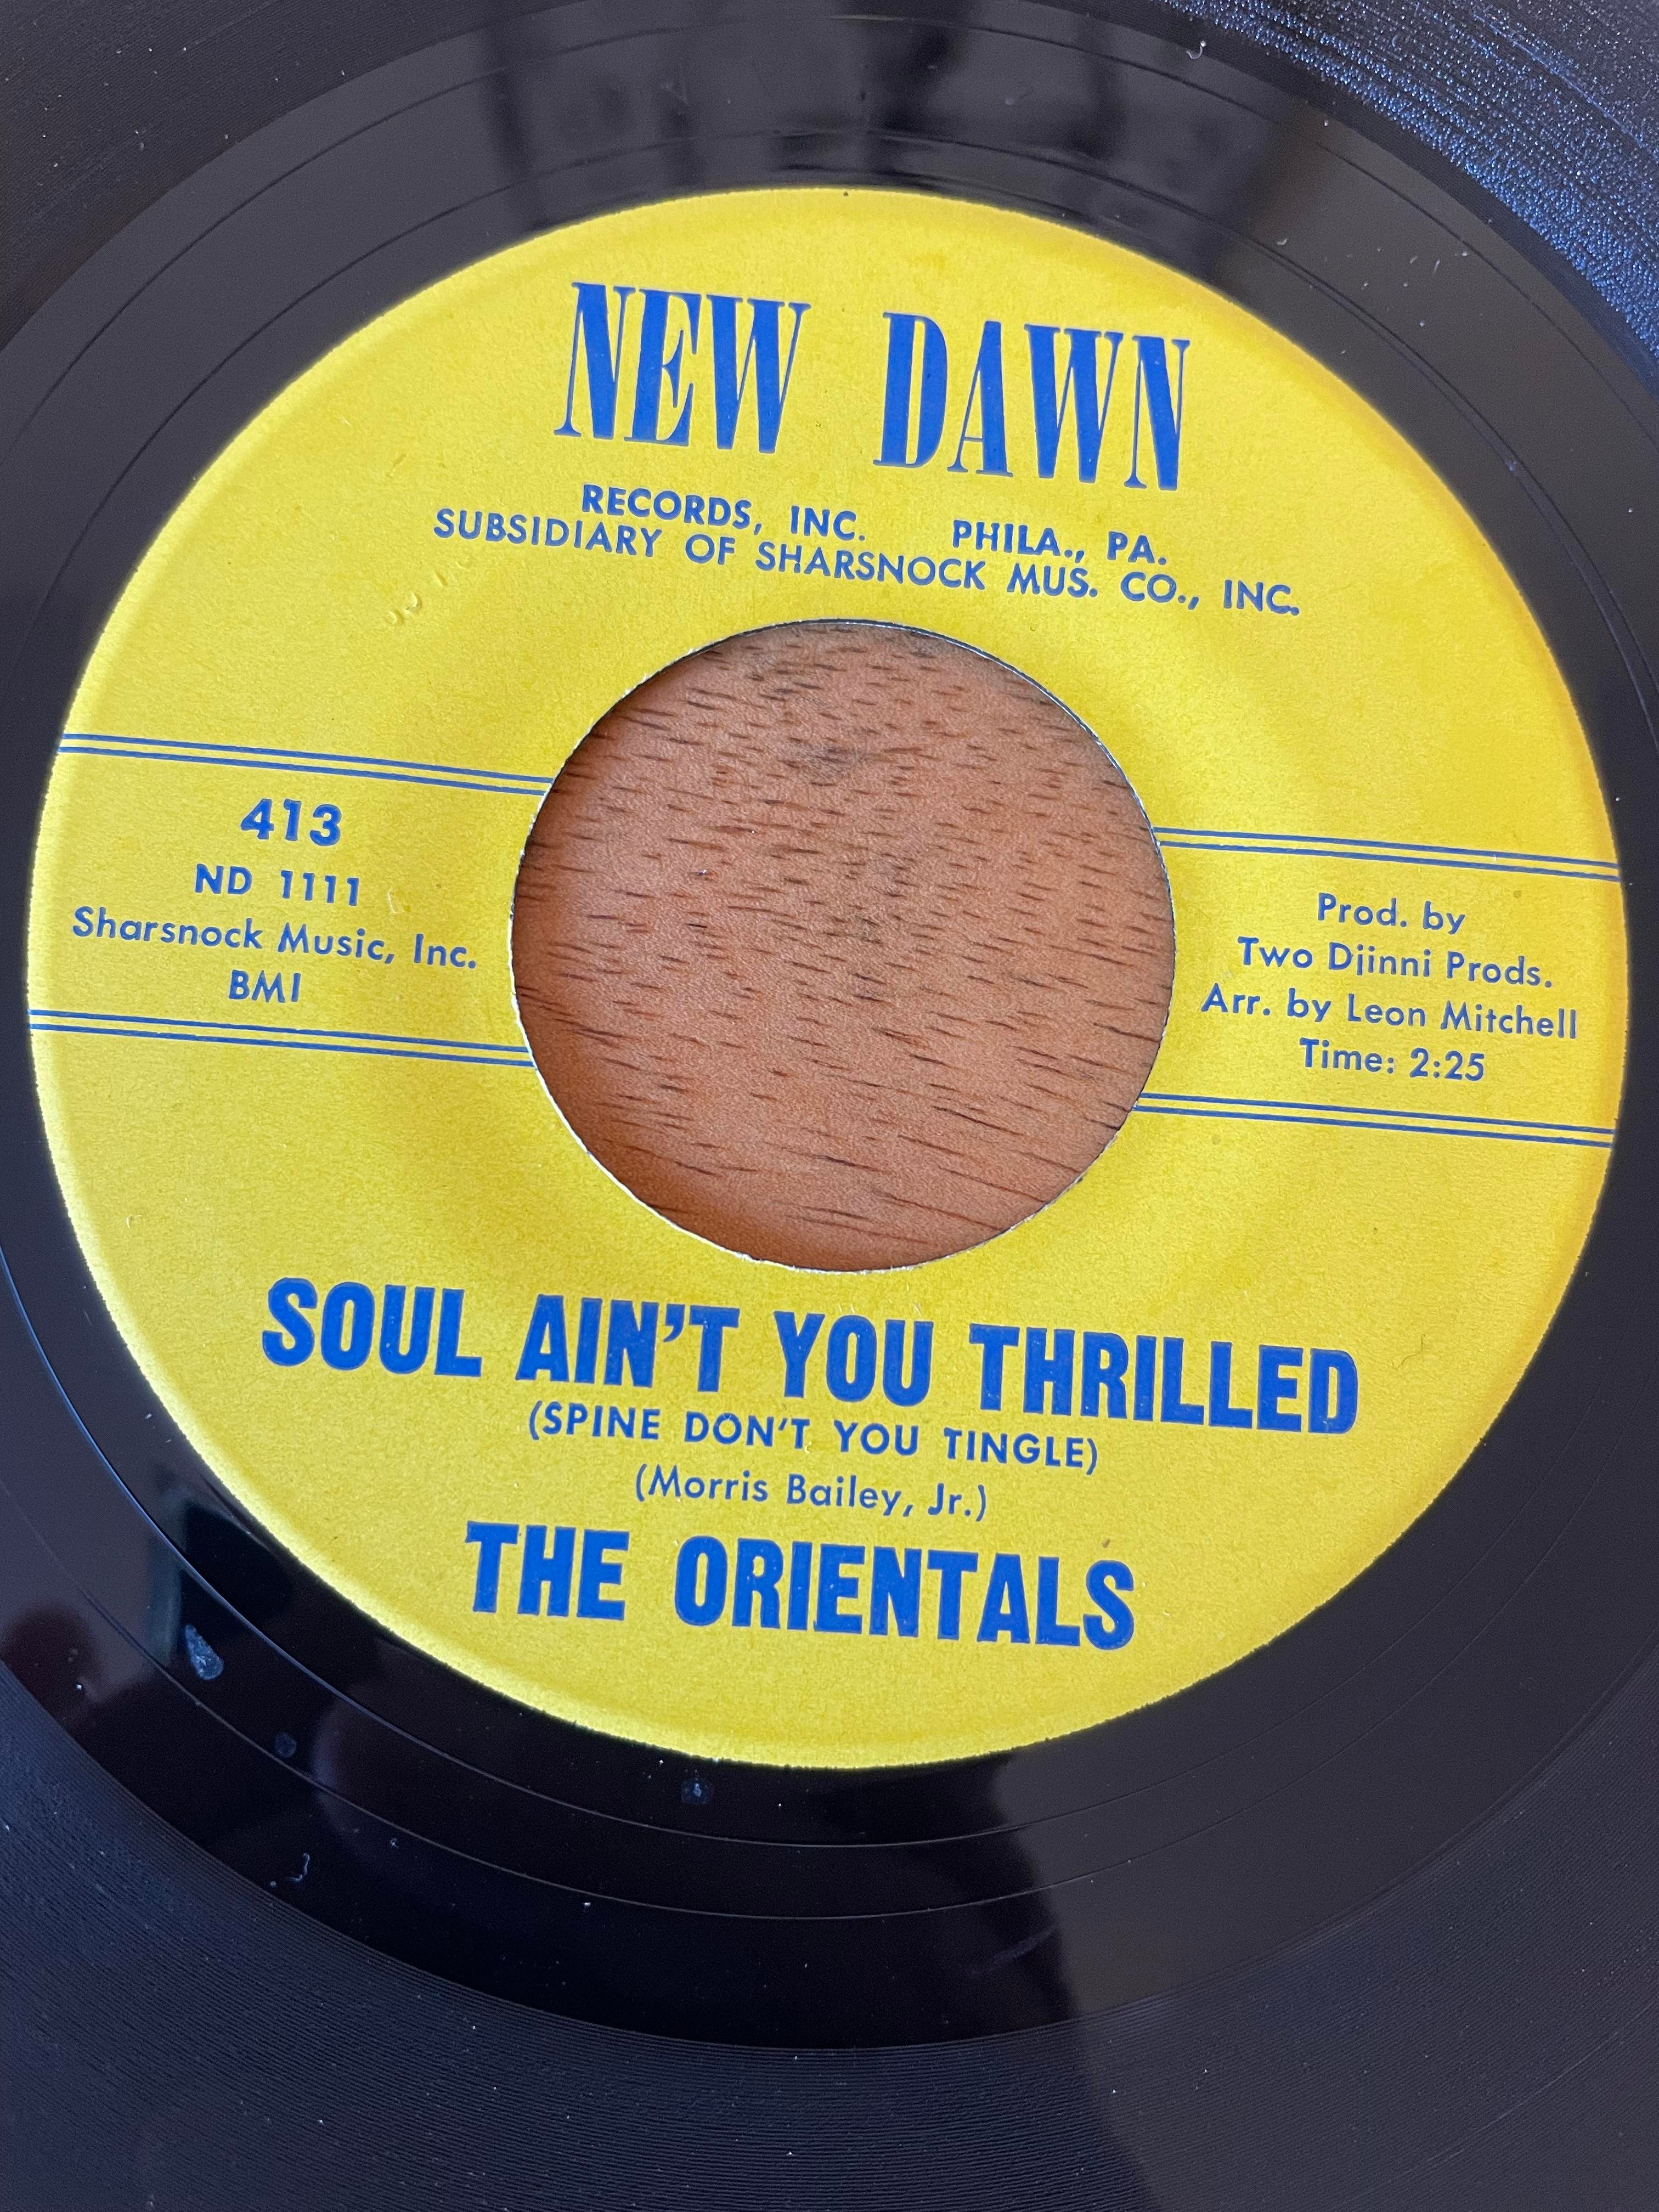 NEW DAWN
RECORDS, INC. PHILA., PA.
SUBSIDIARY OF SHARSNOCK MUS. CO., INC.
413
ND 1111
Sharsnock Music, Inc.
BMI
Prod. by
Two Djinni Prods.
Arr. by Leon Mitchell
Time: 2:25
SOUL AIN'T YOU THRILLED
(SPINE DON'T YOU TINGLE)
(Morris Bailey, Jr.)
THE ORIENTALS